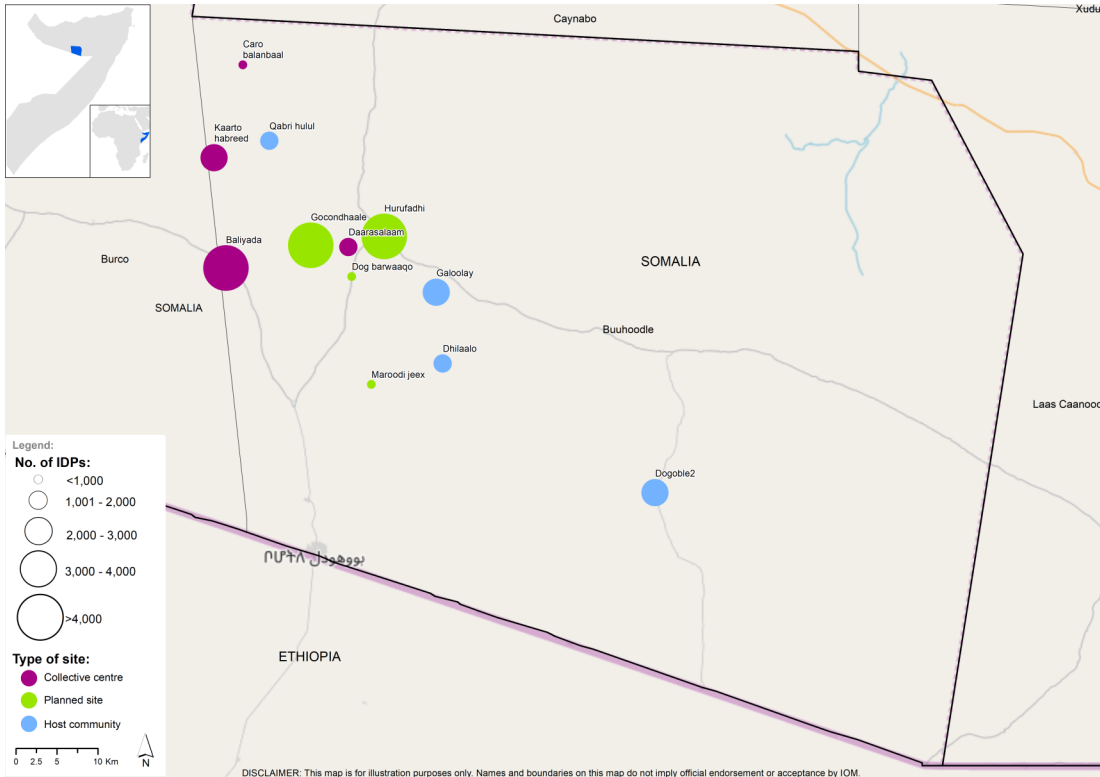 Caynabo
Xudu
Caro
balanbaal
Qabri hulul
Kaarto
habreed
Hurufadhi
Gocondhaale
Daarasalaam
Baliyada
Burco
Dog barwaaqo
Galoolay
SOMALIA
SOMALIA
Buuhoodle
Dhilaalo
Maroodi jeex
Laas Caanood
Dogoble2
ETHIOPIA
Legend:
No. of IDPs:
<1,000
1,001 - 2,000
2,000 - 3,000
3,000 - 4,000
>4,000
Type of site:
Collective centre
Planned site
Host community
0 2.5 5 10 Km
N
DISCLAIMER: This map is for illustration purposes only. Names and boundaries on this map do not imply official endorsement or acceptance by IOM.